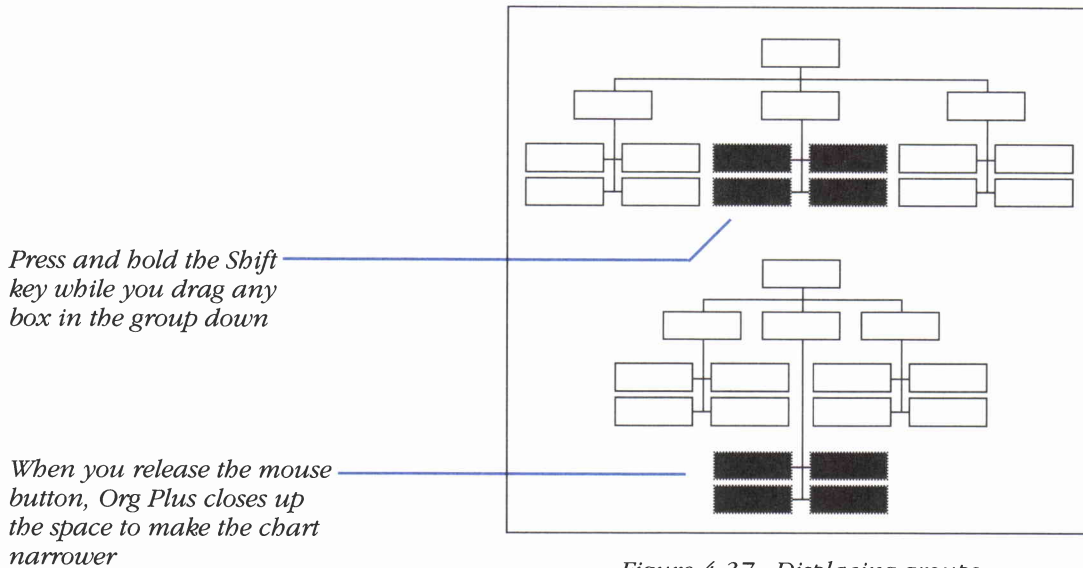 Press and hold the Shift
key while you drag any
box in the group down
When you release the mouse
button, Org Plus closes up
the space to make the chart
narrower
Figure 4-37 Displacing groups